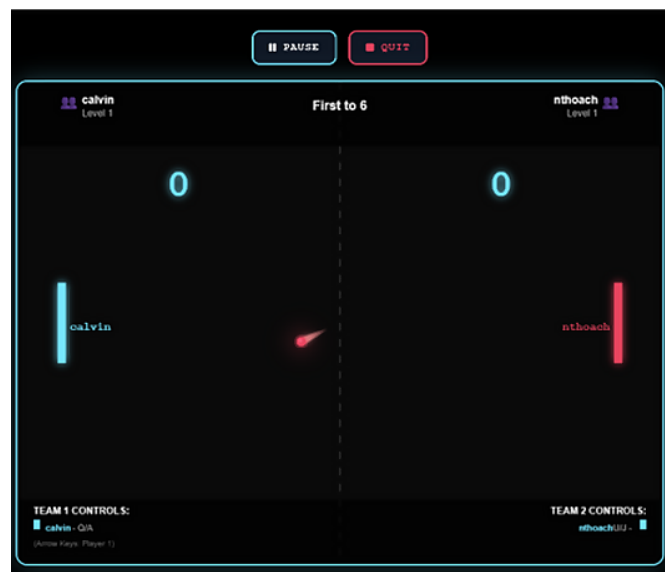 PAUSE
QUIT
calvin
Level 1
First to 6
nthoach
Level 1
0
0
calvin
nthoach
TEAM 1 CONTROLS:
calvin - Q/A
(Arrow Keys: Player 1)
TEAM 2 CONTROLS:
nthoachU/J -